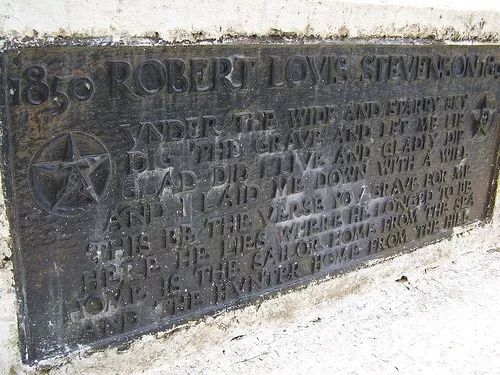 1850 ROBERT LOVIS STEVENSON 18
VNDER THE WIDE AND STARRY SKY
DIG THE GRAVE AND LET ME LIE
GLAD DID I LIVE AND GLADLY DIE
AND I LAID ME DOWN WITH A WILL
THIS BE THE VERSE YOV GRAVE FOR ME
HERE HE LIES WHERE HE LONGED TO BE
HOME IS THE SAILOR HOME FROM THE SEA
AND THE HVNTER HOME FROM THE HILL